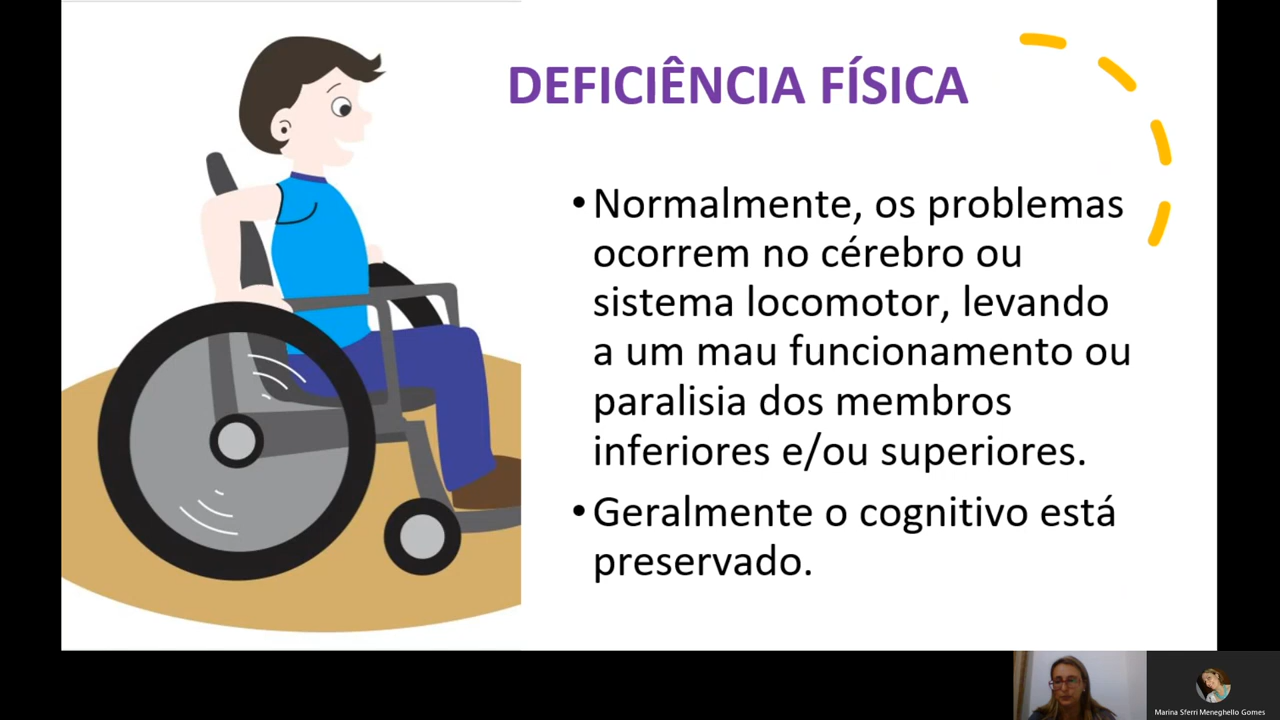 DEFICIÊNCIA FÍSICA
•Normalmente, os problemas
ocorrem no cérebro ou
sistema locomotor, levando
a um mau funcionamento ou
paralisia dos membros
inferiores e/ou superiores.
•Geralmente o cognitivo está
preservado.
Marina Sferri Meneghello Gomes